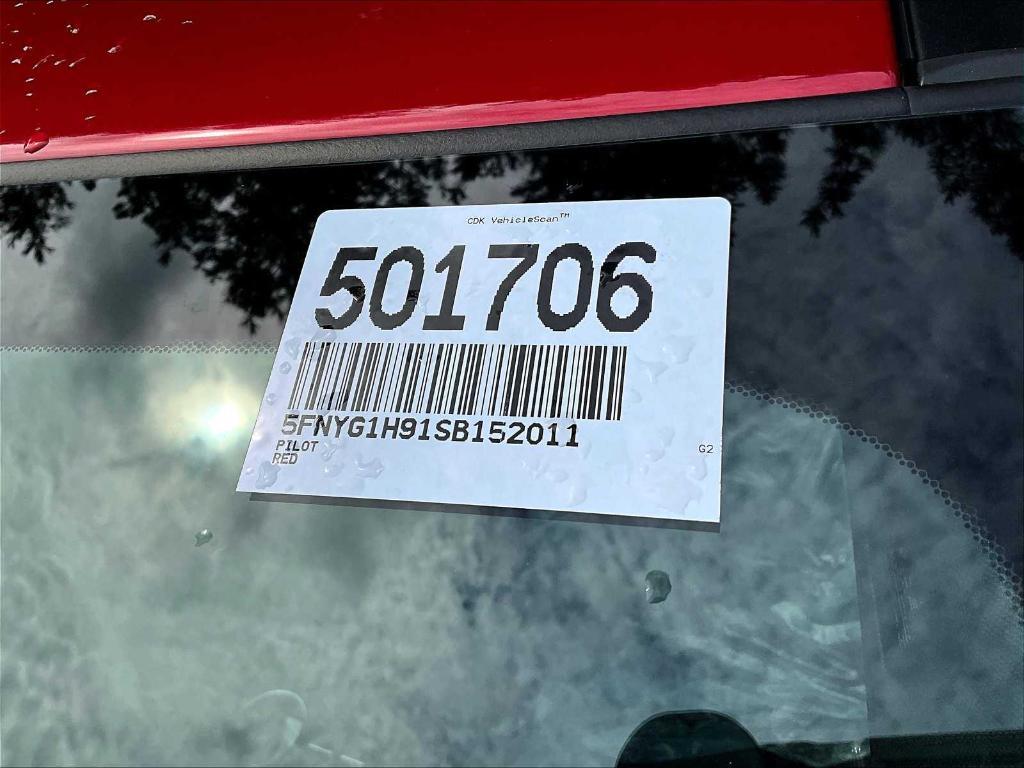 CDK VehicleScan™
501706
5FNYG1H91SB152011
PILOT
RED
G2